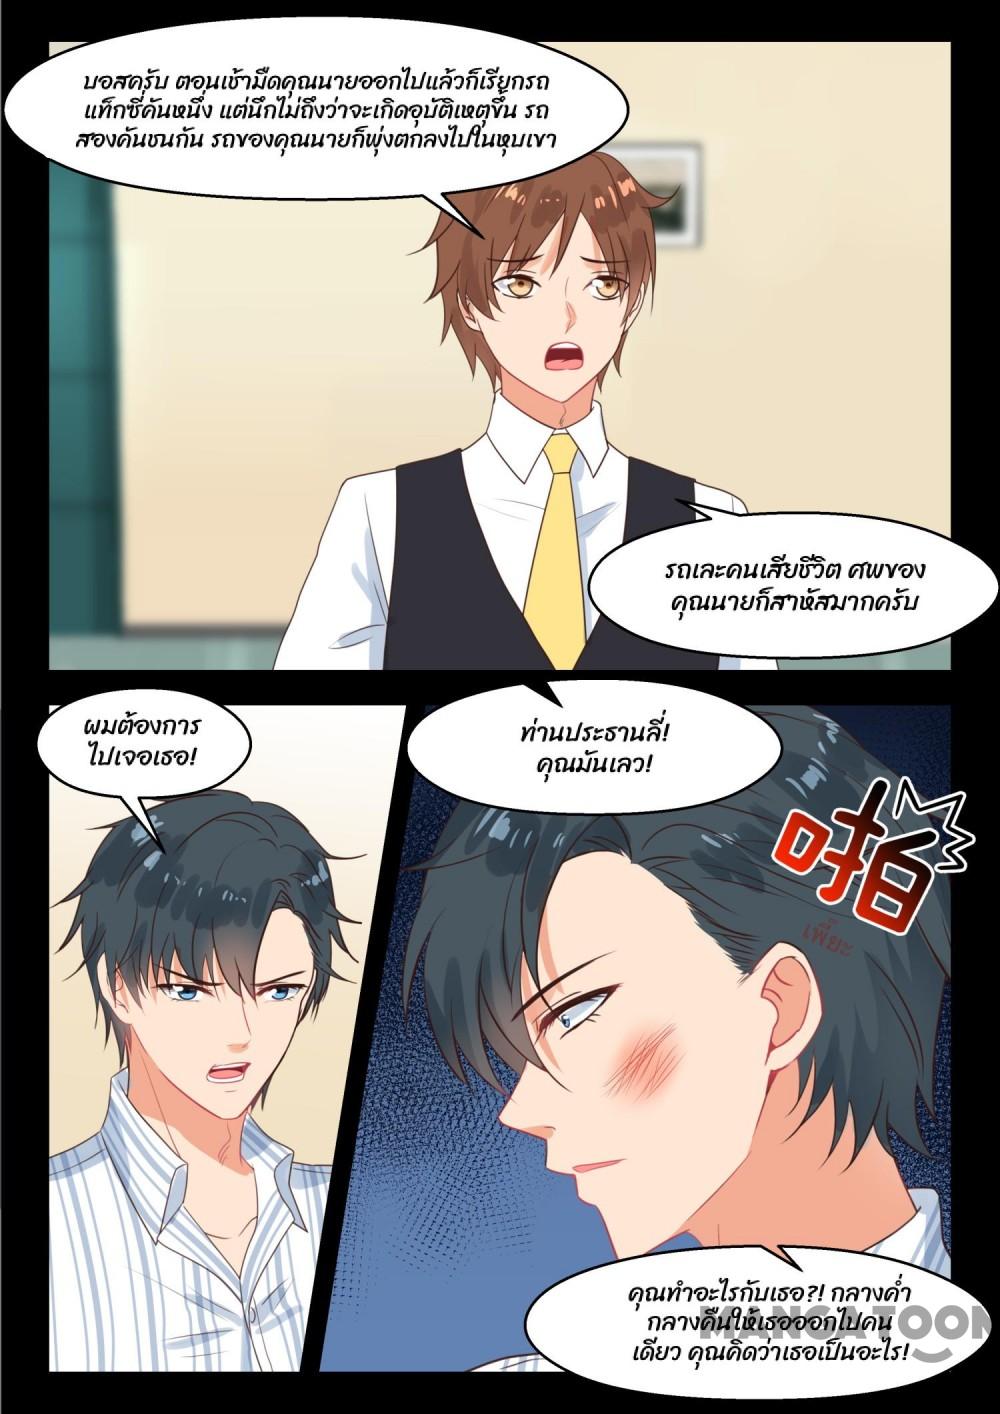 บอสครับ ตอนเช้ามืดคุณนายออกไปแล้วก็เรียกรถ
แท็กซี่คันหนึ่ง แต่นึกไม่ถึงว่าจะเกิดอุบัติเหตุขึ้น รถ
สองคันชนกัน รถของคุณนายก็พุ่งตกลงไปในหุบเขา
รถเละคนเสียชีวิต ศพของ
คุณนายก็สาหัสมากครับ
ผมต้องการ
ไปเจอเธอ!
ท่านประธานลี่!
คุณมันเลว!
啪
เพี๊ยะ
คุณทำอะไรกับเธอ?! กลางค่ำ
กลางคืนให้เธอออกไปคน
เดียว คุณคิดว่าเธอเป็นอะไร!
MANGATOON